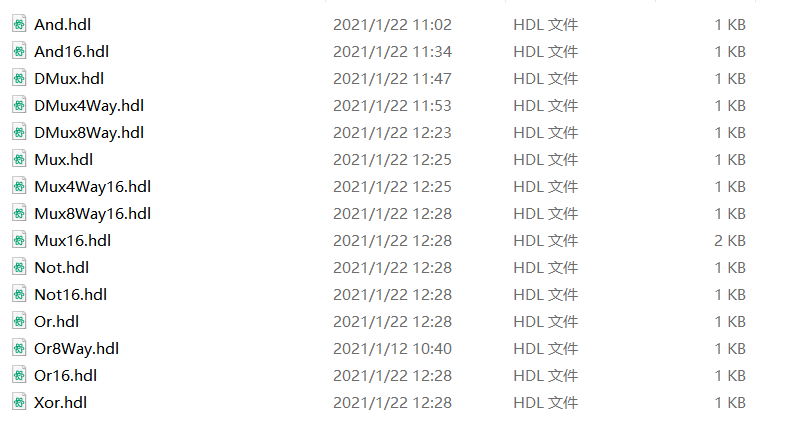 And.hdl 2021/1/22 11:02 HDL 文件 1 KB
And16.hdl 2021/1/22 11:34 HDL 文件 1 KB
DMux.hdl 2021/1/22 11:47 HDL 文件 1 KB
DMux4Way.hdl 2021/1/22 11:53 HDL 文件 1 KB
DMux8Way.hdl 2021/1/22 12:23 HDL 文件 1 KB
Mux.hdl 2021/1/22 12:25 HDL 文件 1 KB
Mux4Way16.hdl 2021/1/22 12:25 HDL 文件 1 KB
Mux8Way16.hdl 2021/1/22 12:28 HDL 文件 1 KB
Mux16.hdl 2021/1/22 12:28 HDL 文件 2 KB
Not.hdl 2021/1/22 12:28 HDL 文件 1 KB
Not16.hdl 2021/1/22 12:28 HDL 文件 1 KB
Or.hdl 2021/1/22 12:28 HDL 文件 1 KB
Or8Way.hdl 2021/1/12 10:40 HDL 文件 1 KB
Or16.hdl 2021/1/22 12:28 HDL 文件 1 KB
Xor.hdl 2021/1/22 12:28 HDL 文件 1 KB